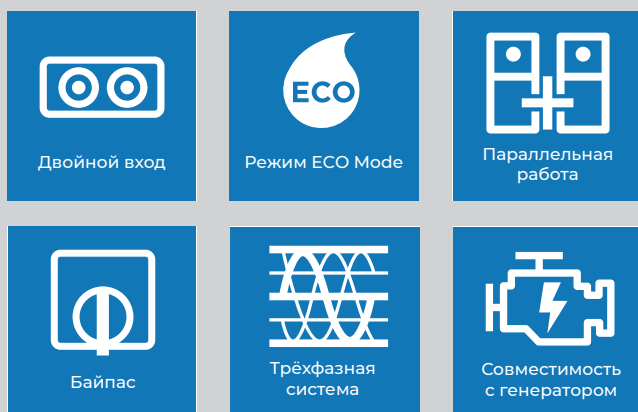 Двойной вход
ECO
Режим ECO Mode
Параллельная
работа
Байпас
Трёхфазная
система
Совместимость
с генератором